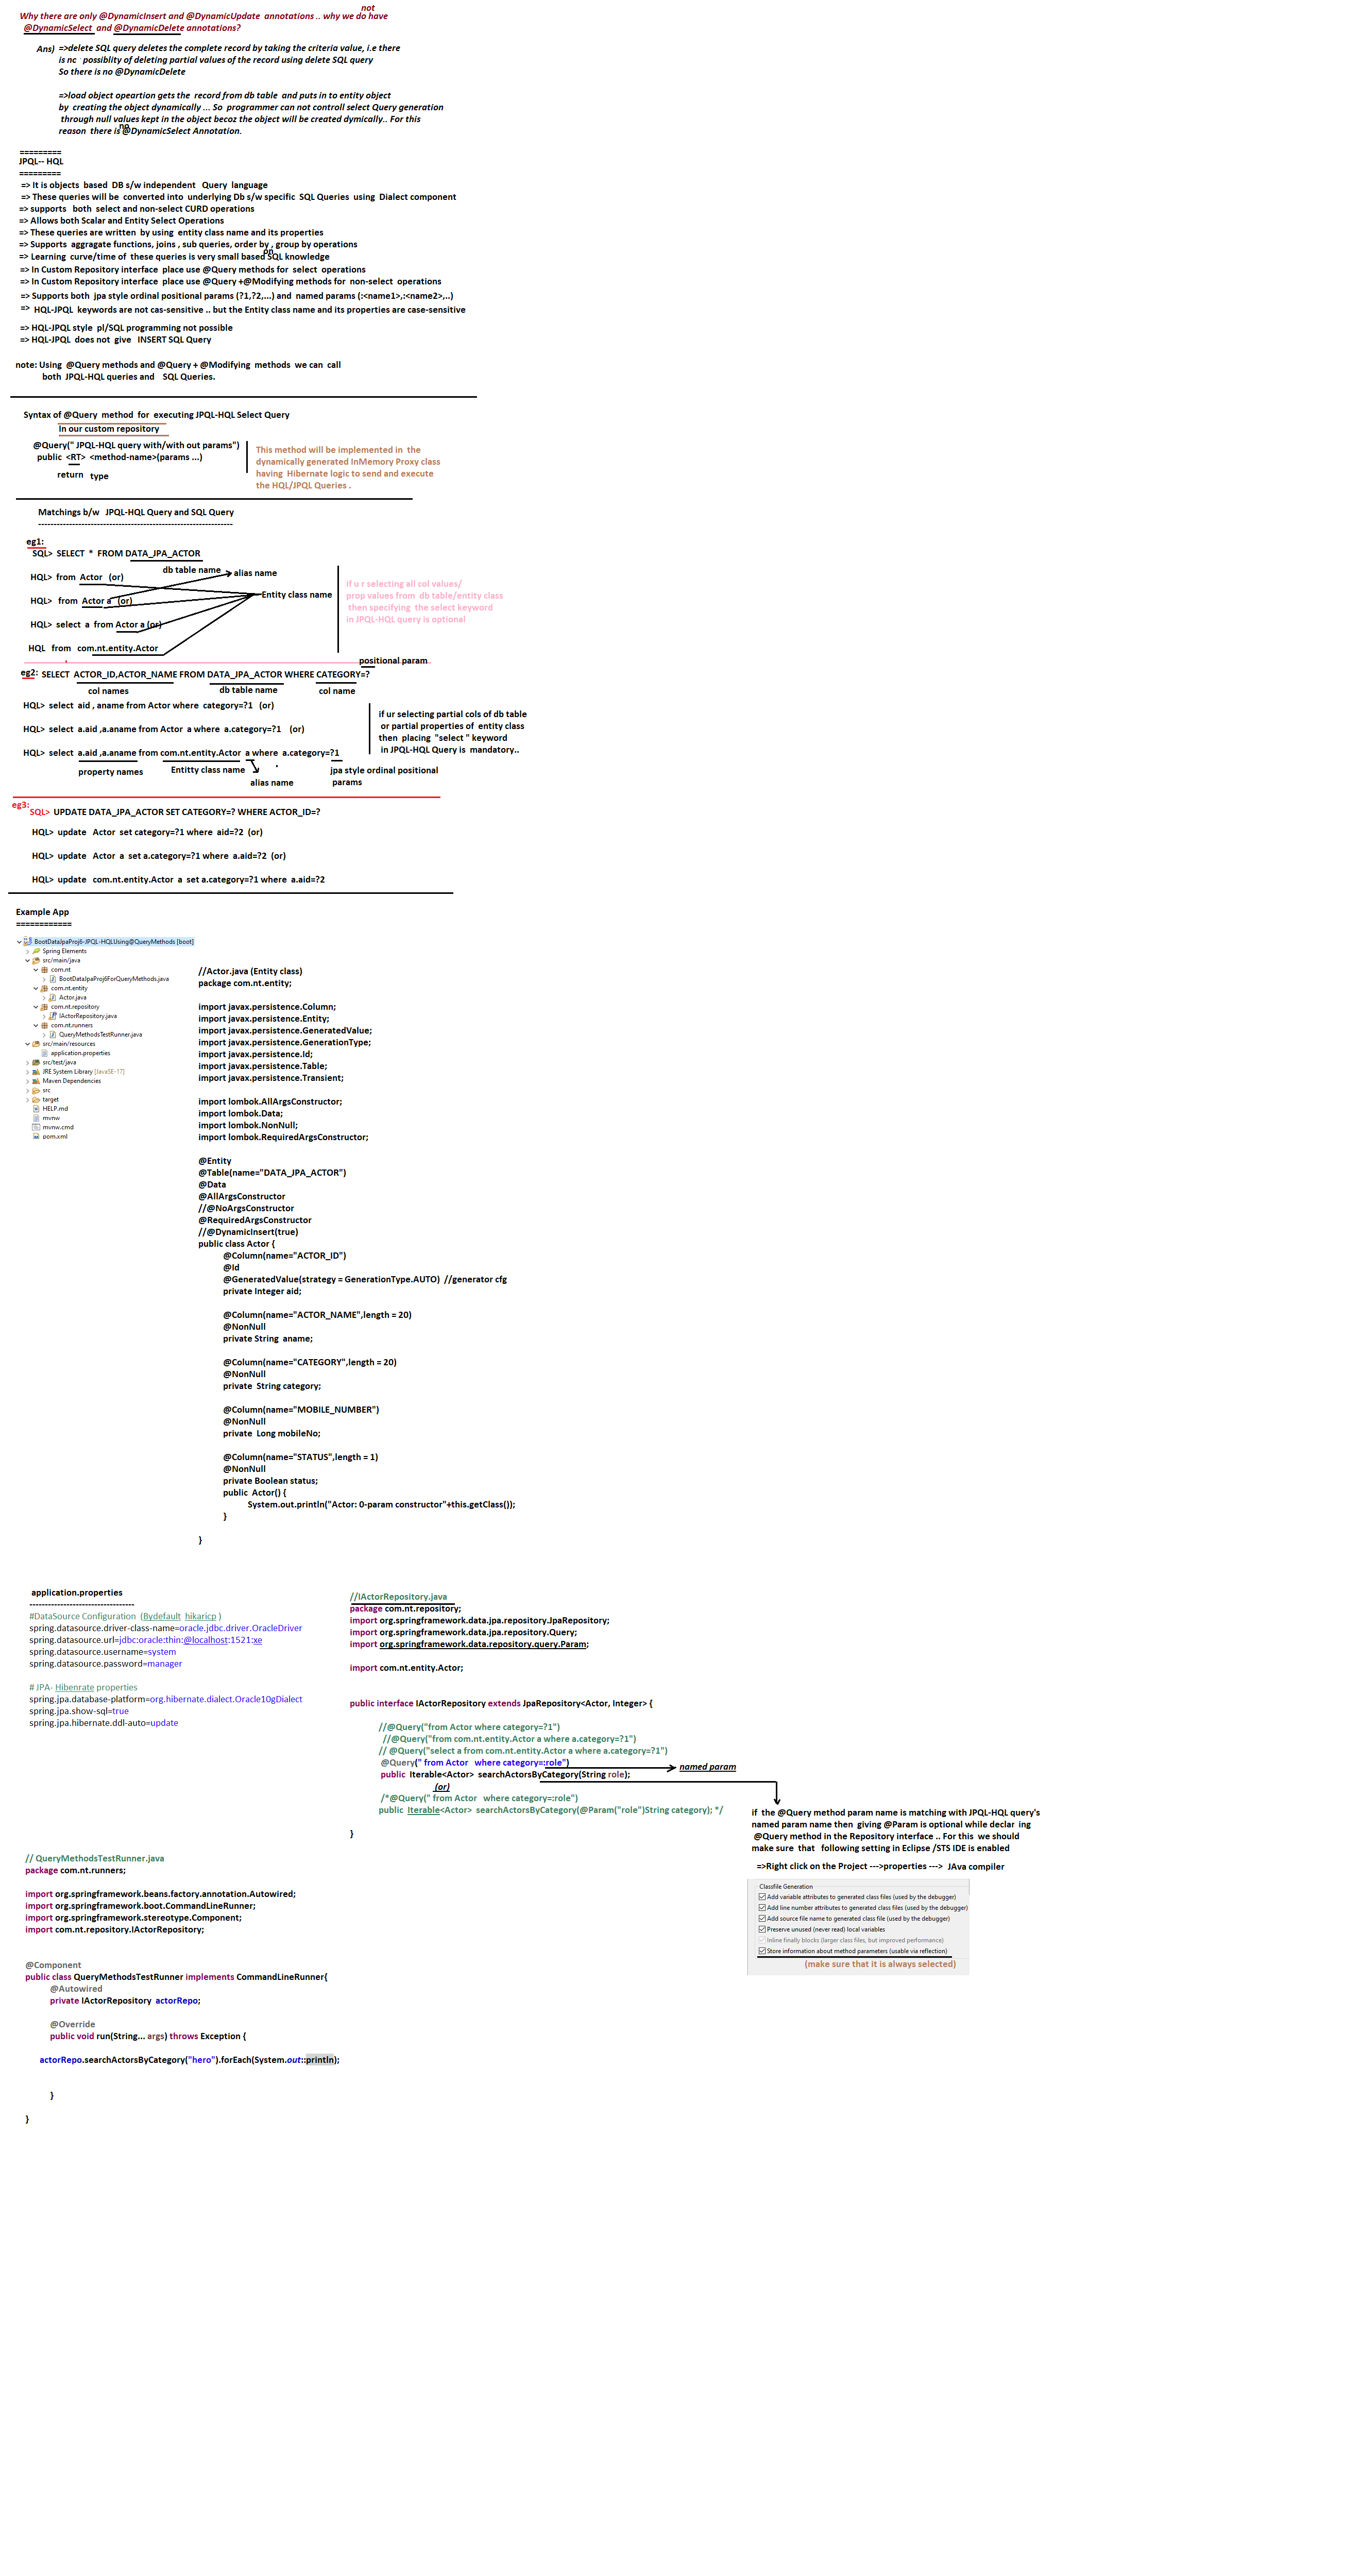 not
Why there are only @DynamicInsert and @DynamicUpdate annotations .. why we do have
@DynamicSelect and @DynamicDelete annotations?
Ans) =>delete SQL query deletes the complete record by taking the criteria value, i.e there
is nc possiblity of deleting partial values of the record using delete SQL query
So there is no @DynamicDelete
=>load object opeartion gets the record from db table and puts in to entity object
by creating the object dynamically ... So programmer can not controll select Query generation
through null values kept in the object becoz the object will be created dymically.. For this
no
reason there is @DynamicSelect Annotation.
=========
JPQL-- HQL
=========
=> It is objects based DB s/w independent Query language
=> These queries will be converted into underlying Db s/w specific SQL Queries using Dialect component
=> supports both select and non-select CURD operations
=> Allows both Scalar and Entity Select Operations
=> These queries are written by using entity class name and its properties
=> Supports aggragate functions, joins , sub queries, order by , group by operations
on
=> Learning curve/time of these queries is very small based SQL knowledge
=> In Custom Repository interface place use @Query methods for select operations
=> In Custom Repository interface place use @Query +@Modifying methods for non-select operations
=> Supports both jpa style ordinal positional params (?1,?2,...) and named params (:<name1>,:<name2>,..)
=> HQL-JPQL keywords are not cas-sensitive .. but the Entity class name and its properties are case-sensitive
=> HQL-JPQL style pl/SQL programming not possible
=> HQL-JPQL does not give INSERT SQL Query
note: Using @Query methods and @Query + @Modifying methods we can call
both JPQL-HQL queries and SQL Queries.
Syntax of @Query method for executing JPQL-HQL Select Query
In our custom repository
@Query(" JPQL-HQL query with/with out params")
public <RT> <method-name>(params ...)
return type
This method will be implemented in the
dynamically generated InMemory Proxy class
having Hibernate logic to send and execute
the HQL/JPQL Queries .
Matchings b/w JPQL-HQL Query and SQL Query
---------------------------------------------------------------
eg1:
SQL> SELECT * FROM DATA_JPA_ACTOR
db table name
alias name
HQL> from Actor (or)
Entity class name
HQL> from Actor a (or)
HQL> select a from Actor a (or)
HQL from com.nt.entity.Actor
if u r selecting all col values/
prop values from db table/entity class
then specifying the select keyword
in JPQL-HQL query is optional
positional param
eg2: SELECT ACTOR_ID,ACTOR_NAME FROM DATA_JPA_ACTOR WHERE CATEGORY=?
col names db table name col name
HQL> select aid , aname from Actor where category=?1 (or)
HQL> select a.aid ,a.aname from Actor a where a.category=?1 (or)
HQL> select a.aid ,a.aname from com.nt.entity.Actor a where a.category=?1
property names Entitty class name alias name
jpa style ordinal positional
params
if ur selecting partial cols of db table
or partial properties of entity class
then placing "select " keyword
in JPQL-HQL Query is mandatory..
eg3:
SQL> UPDATE DATA_JPA_ACTOR SET CATEGORY=? WHERE ACTOR_ID=?
HQL> update Actor set category=?1 where aid=?2 (or)
HQL> update Actor a set a.category=?1 where a.aid=?2 (or)
HQL> update com.nt.entity.Actor a set a.category=?1 where a.aid=?2
Example App
============
BootDataJpaProj6-JPQL-HQLUsing@QueryMethods [boot]
Spring Elements
src/main/java
com.nt
BootDataJpaProj6ForQueryMethods.java
com.nt.entity
Actor.java
com.nt.repository
IActorRepository.java
com.nt.runners
QueryMethodsTestRunner.java
src/main/resources
application.properties
src/test/java
JRE System Library [JavaSE-17]
Maven Dependencies
src
target
HELP.md
mvnw
mvnw.cmd
pom.xml
//Actor.java (Entity class)
package com.nt.entity;
import javax.persistence.Column;
import javax.persistence.Entity;
import javax.persistence.GeneratedValue;
import javax.persistence.GenerationType;
import javax.persistence.Id;
import javax.persistence.Table;
import javax.persistence.Transient;
import lombok.AllArgsConstructor;
import lombok.Data;
import lombok.NonNull;
import lombok.RequiredArgsConstructor;
@Entity
@Table(name="DATA_JPA_ACTOR")
@Data
@AllArgsConstructor
//@NoArgsConstructor
@RequiredArgsConstructor
//@DynamicInsert(true)
public class Actor {
@Column(name="ACTOR_ID")
@Id
@GeneratedValue(strategy = GenerationType.AUTO) //generator cfg
private Integer aid;
@Column(name="ACTOR_NAME",length = 20)
@NonNull
private String aname;
@Column(name="CATEGORY",length = 20)
@NonNull
private String category;
@Column(name="MOBILE_NUMBER")
@NonNull
private Long mobileNo;
@Column(name="STATUS",length = 1)
@NonNull
private Boolean status;
public Actor() {
System.out.println("Actor: 0-param constructor"+this.getClass());
}
}
application.properties
----------------------------------
#DataSource Configuration (Bydefault hikaricp )
spring.datasource.driver-class-name=oracle.jdbc.driver.OracleDriver
spring.datasource.url=jdbc:oracle:thin:@localhost:1521:xe
spring.datasource.username=system
spring.datasource.password=manager
# JPA- Hibenrate properties
spring.jpa.database-platform=org.hibernate.dialect.Oracle10gDialect
spring.jpa.show-sql=true
spring.jpa.hibernate.ddl-auto=update
//IActorRepository.java
package com.nt.repository;
import org.springframework.data.jpa.repository.JpaRepository;
import org.springframework.data.jpa.repository.Query;
import org.springframework.data.repository.query.Param;
import com.nt.entity.Actor;
public interface IActorRepository extends JpaRepository<Actor, Integer> {
//@Query("from Actor where category=?1")
//@Query("from com.nt.entity.Actor a where a.category=?1")
// @Query("select a from com.nt.entity.Actor a where a.category=?1")
@Query(" from Actor where category=:role")
named param
public Iterable<Actor> searchActorsByCategory(String role);
(or)
/*@Query(" from Actor where category=:role")
public Iterable<Actor> searchActorsByCategory(@Param("role")String category); */
}
if the @Query method param name is matching with JPQL-HQL query's
named param name then giving @Param is optional while declar ing
@Query method in the Repository interface .. For this we should
make sure that following setting in Eclipse /STS IDE is enabled
=>Right click on the Project --->properties ---> JAva compiler
Classfile Generation
Add variable attributes to generated class files (used by the debugger)
Add line number attributes to generated class files (used by the debugger)
Add source file name to generated class file (used by the debugger)
Preserve unused (never read) local variables
Inline finally blocks (larger class files, but improved performance)
Store information about method parameters (usable via reflection)
(make sure that it is always selected)
// QueryMethodsTestRunner.java
package com.nt.runners;
import org.springframework.beans.factory.annotation.Autowired;
import org.springframework.boot.CommandLineRunner;
import org.springframework.stereotype.Component;
import com.nt.repository.IActorRepository;
@Component
public class QueryMethodsTestRunner implements CommandLineRunner{
@Autowired
private IActorRepository actorRepo;
@Override
public void run(String... args) throws Exception {
actorRepo.searchActorsByCategory("hero").forEach(System.out::println);
}
}